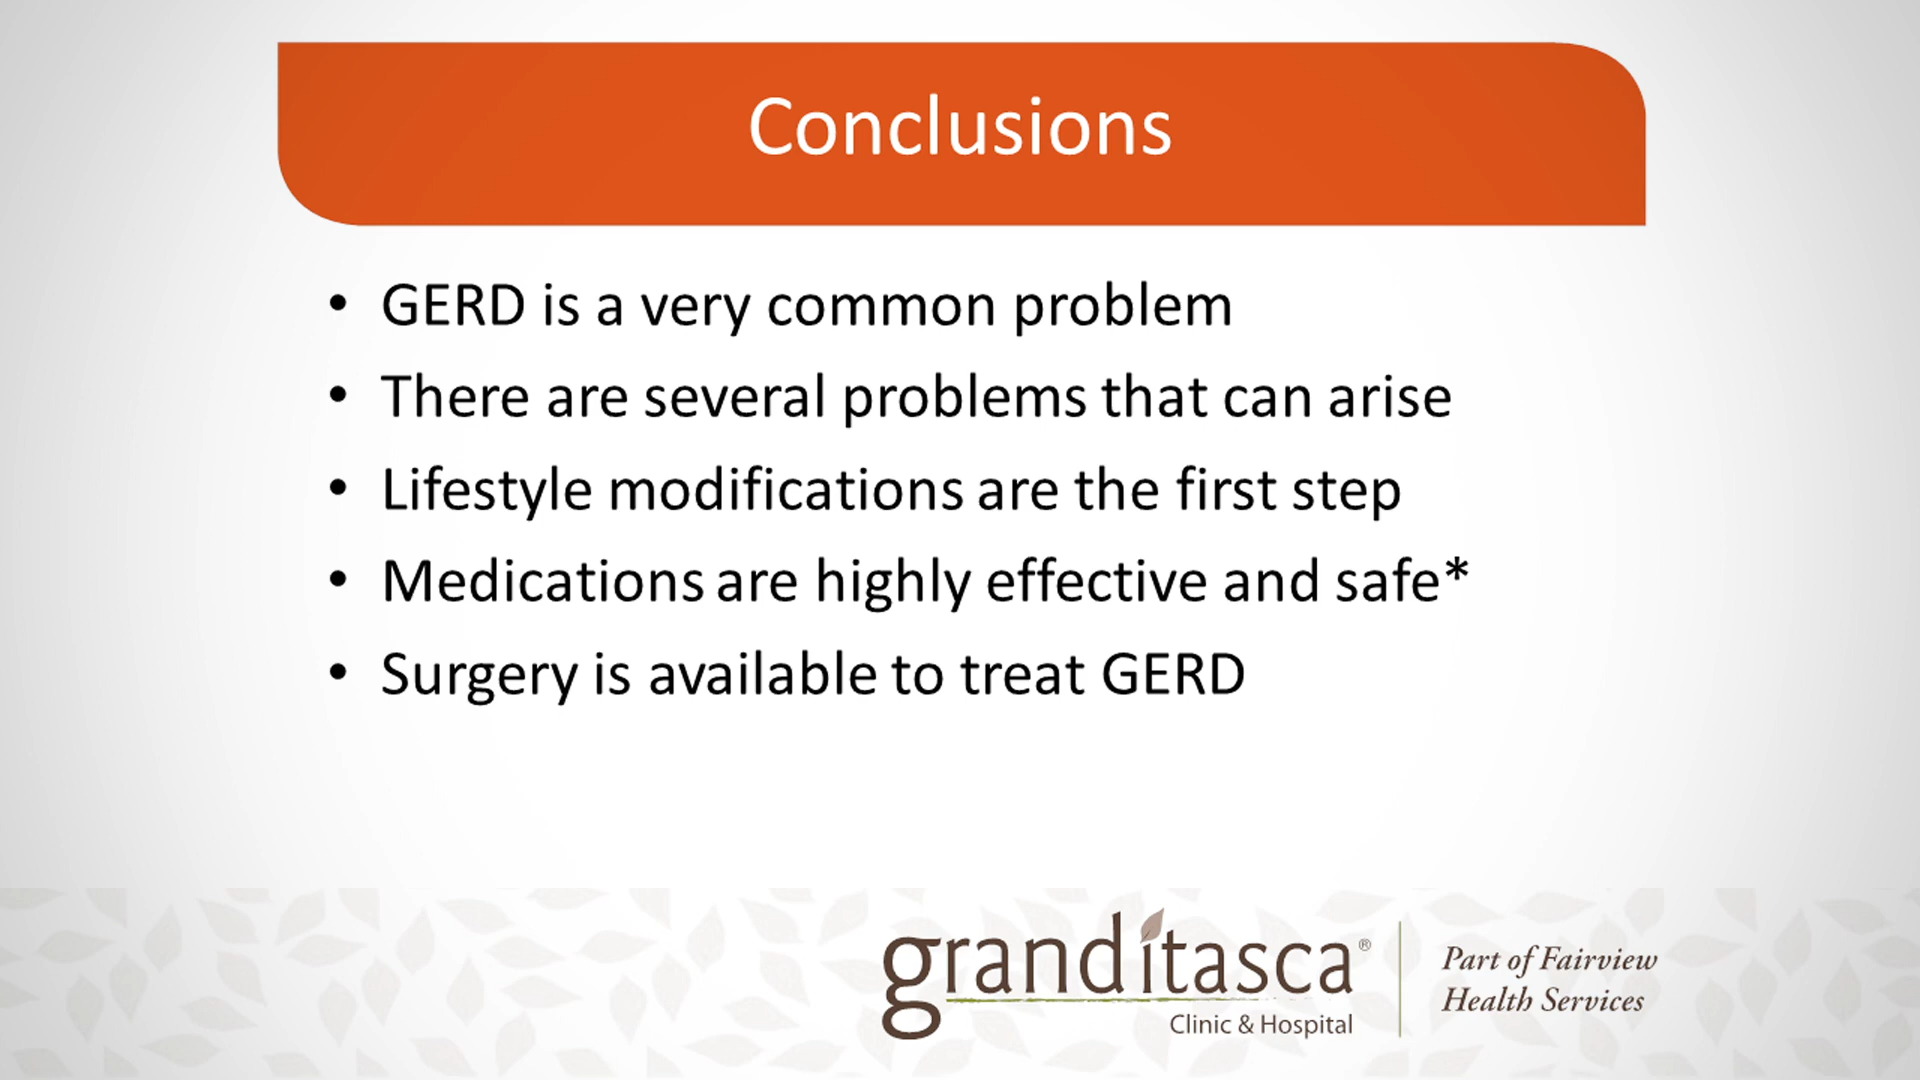 Conclusions
• GERD is a very common problem
• There are several problems that can arise
• Lifestyle modifications are the first step
• Medications are highly effective and safe*
• Surgery is available to treat GERD
granditasca®
Clinic & Hospital
Part of Fairview
Health Services